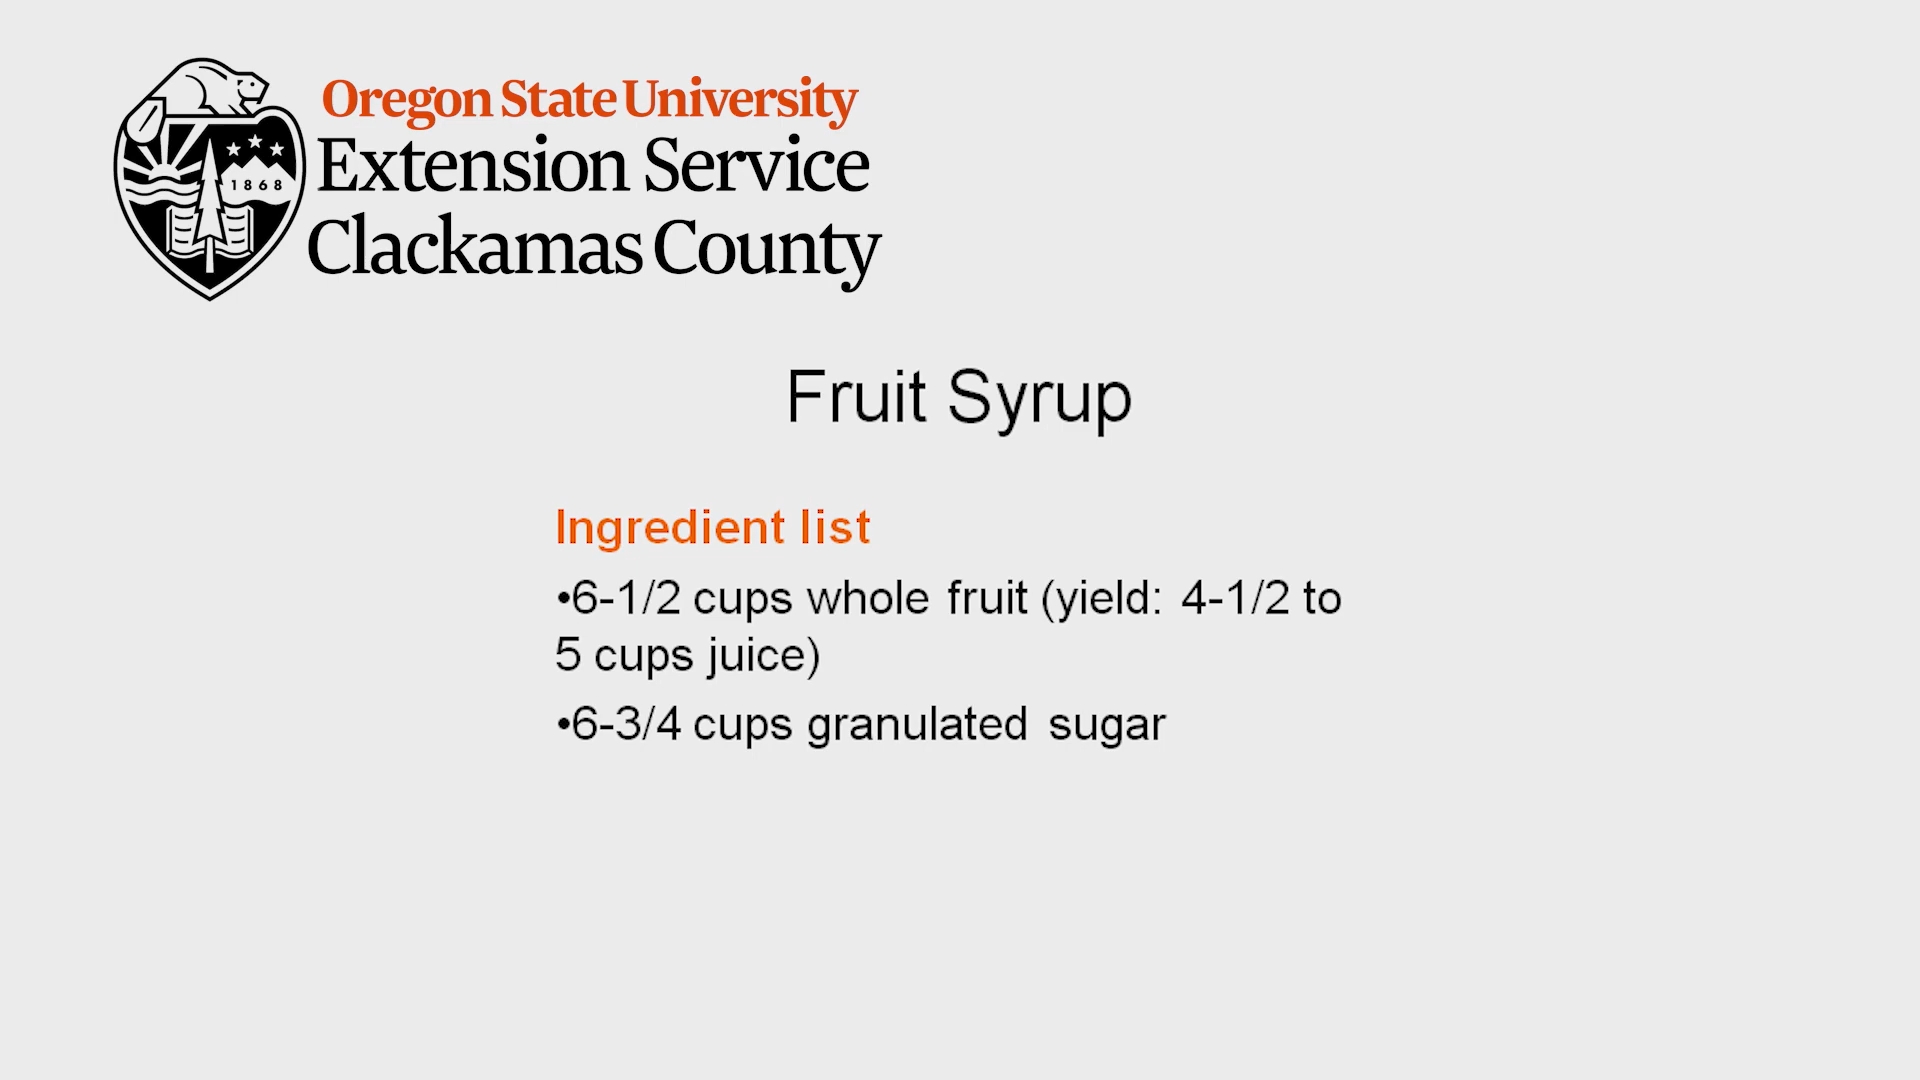 Oregon State University
Extension Service
Clackamas County
1868
Fruit Syrup
Ingredient list
•6-1/2 cups whole fruit (yield: 4-1/2 to
5 cups juice)
•6-3/4 cups granulated sugar